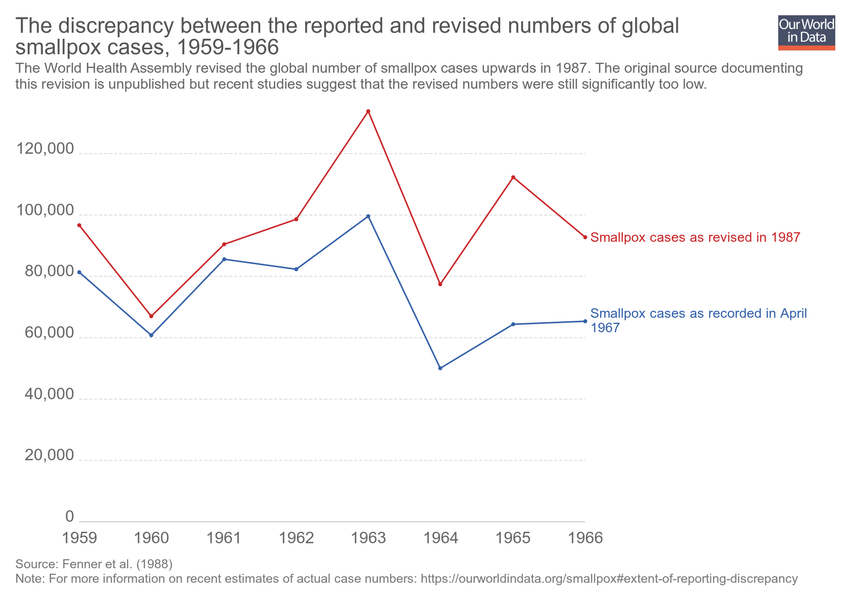 The discrepancy between the reported and revised numbers of global
smallpox cases, 1959-1966
Our World
in Data
The World Health Assembly revised the global number of smallpox cases upwards in 1987. The original source documenting
this revision is unpublished but recent studies suggest that the revised numbers were still significantly too low.
120,000
100,000
80,000
60,000
40,000
20,000
0
Smallpox cases as revised in 1987
Smallpox cases as recorded in April
1967
1959 1960 1961 1962 1963 1964 1965 1966
Source: Fenner et al. (1988)
Note: For more information on recent estimates of actual case numbers: https://ourworldindata.org/smallpox#extent-of-reporting-discrepancy